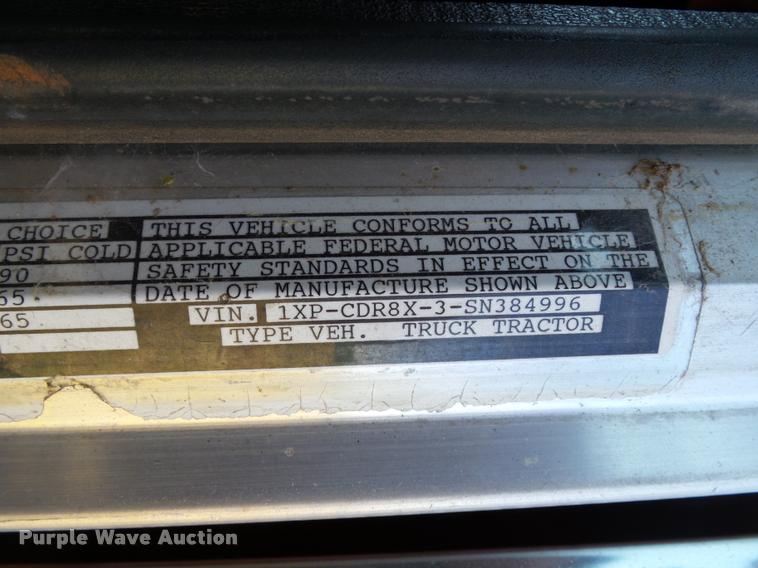 CHOICE THIS VEHICLE CONFORMS TO ALL
PSI COLD APPLICABLE FEDERAL MOTOR VEHICLE
90 SAFETY STANDARDS IN EFFECT ON THE
65 DATE OF MANUFACTURE SHOWN ABOVE
65 VIN. 1XP-CDR8X-3-SN384996
TYPE VEH. TRUCK TRACTOR
Purple Wave Auction